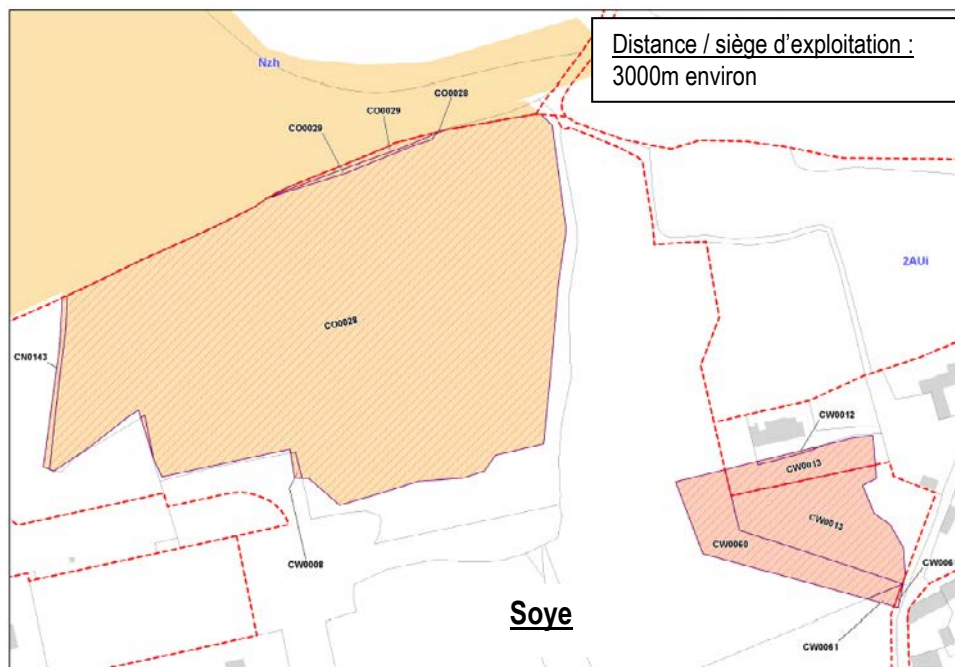 Distance / siège d'exploitation :
3000m environ
Nzh
CO0028
CO0029
CO0029
2AUi
CO0028
CN0143
CW0012
CW0013
CW0013
CW0060
CW0008
CW006
Soye
CW0061